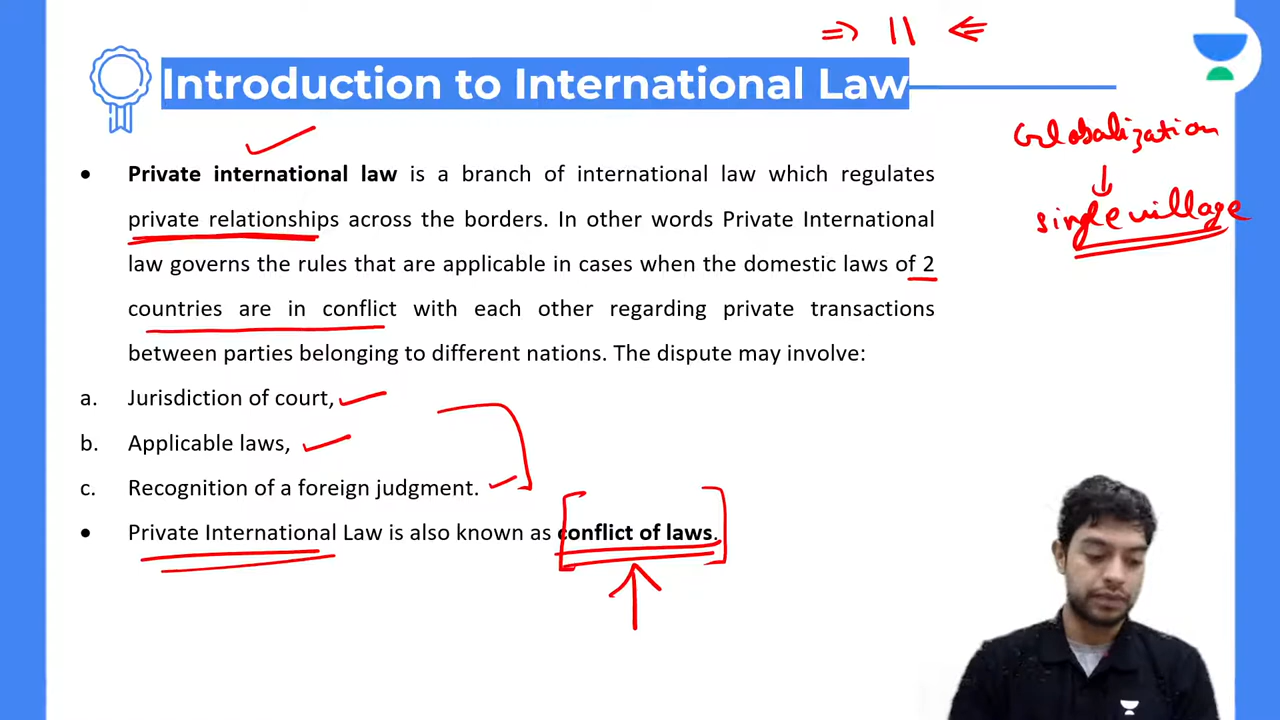 Introduction to International Law
Globalization
single village
• Private international law is a branch of international law which regulates
private relationships across the borders. In other words Private International
law governs the rules that are applicable in cases when the domestic laws of 2
countries are in conflict with each other regarding private transactions
between parties belonging to different nations. The dispute may involve:
a. Jurisdiction of court,
b. Applicable laws,
c. Recognition of a foreign judgment.
• Private International Law is also known as conflict of laws.